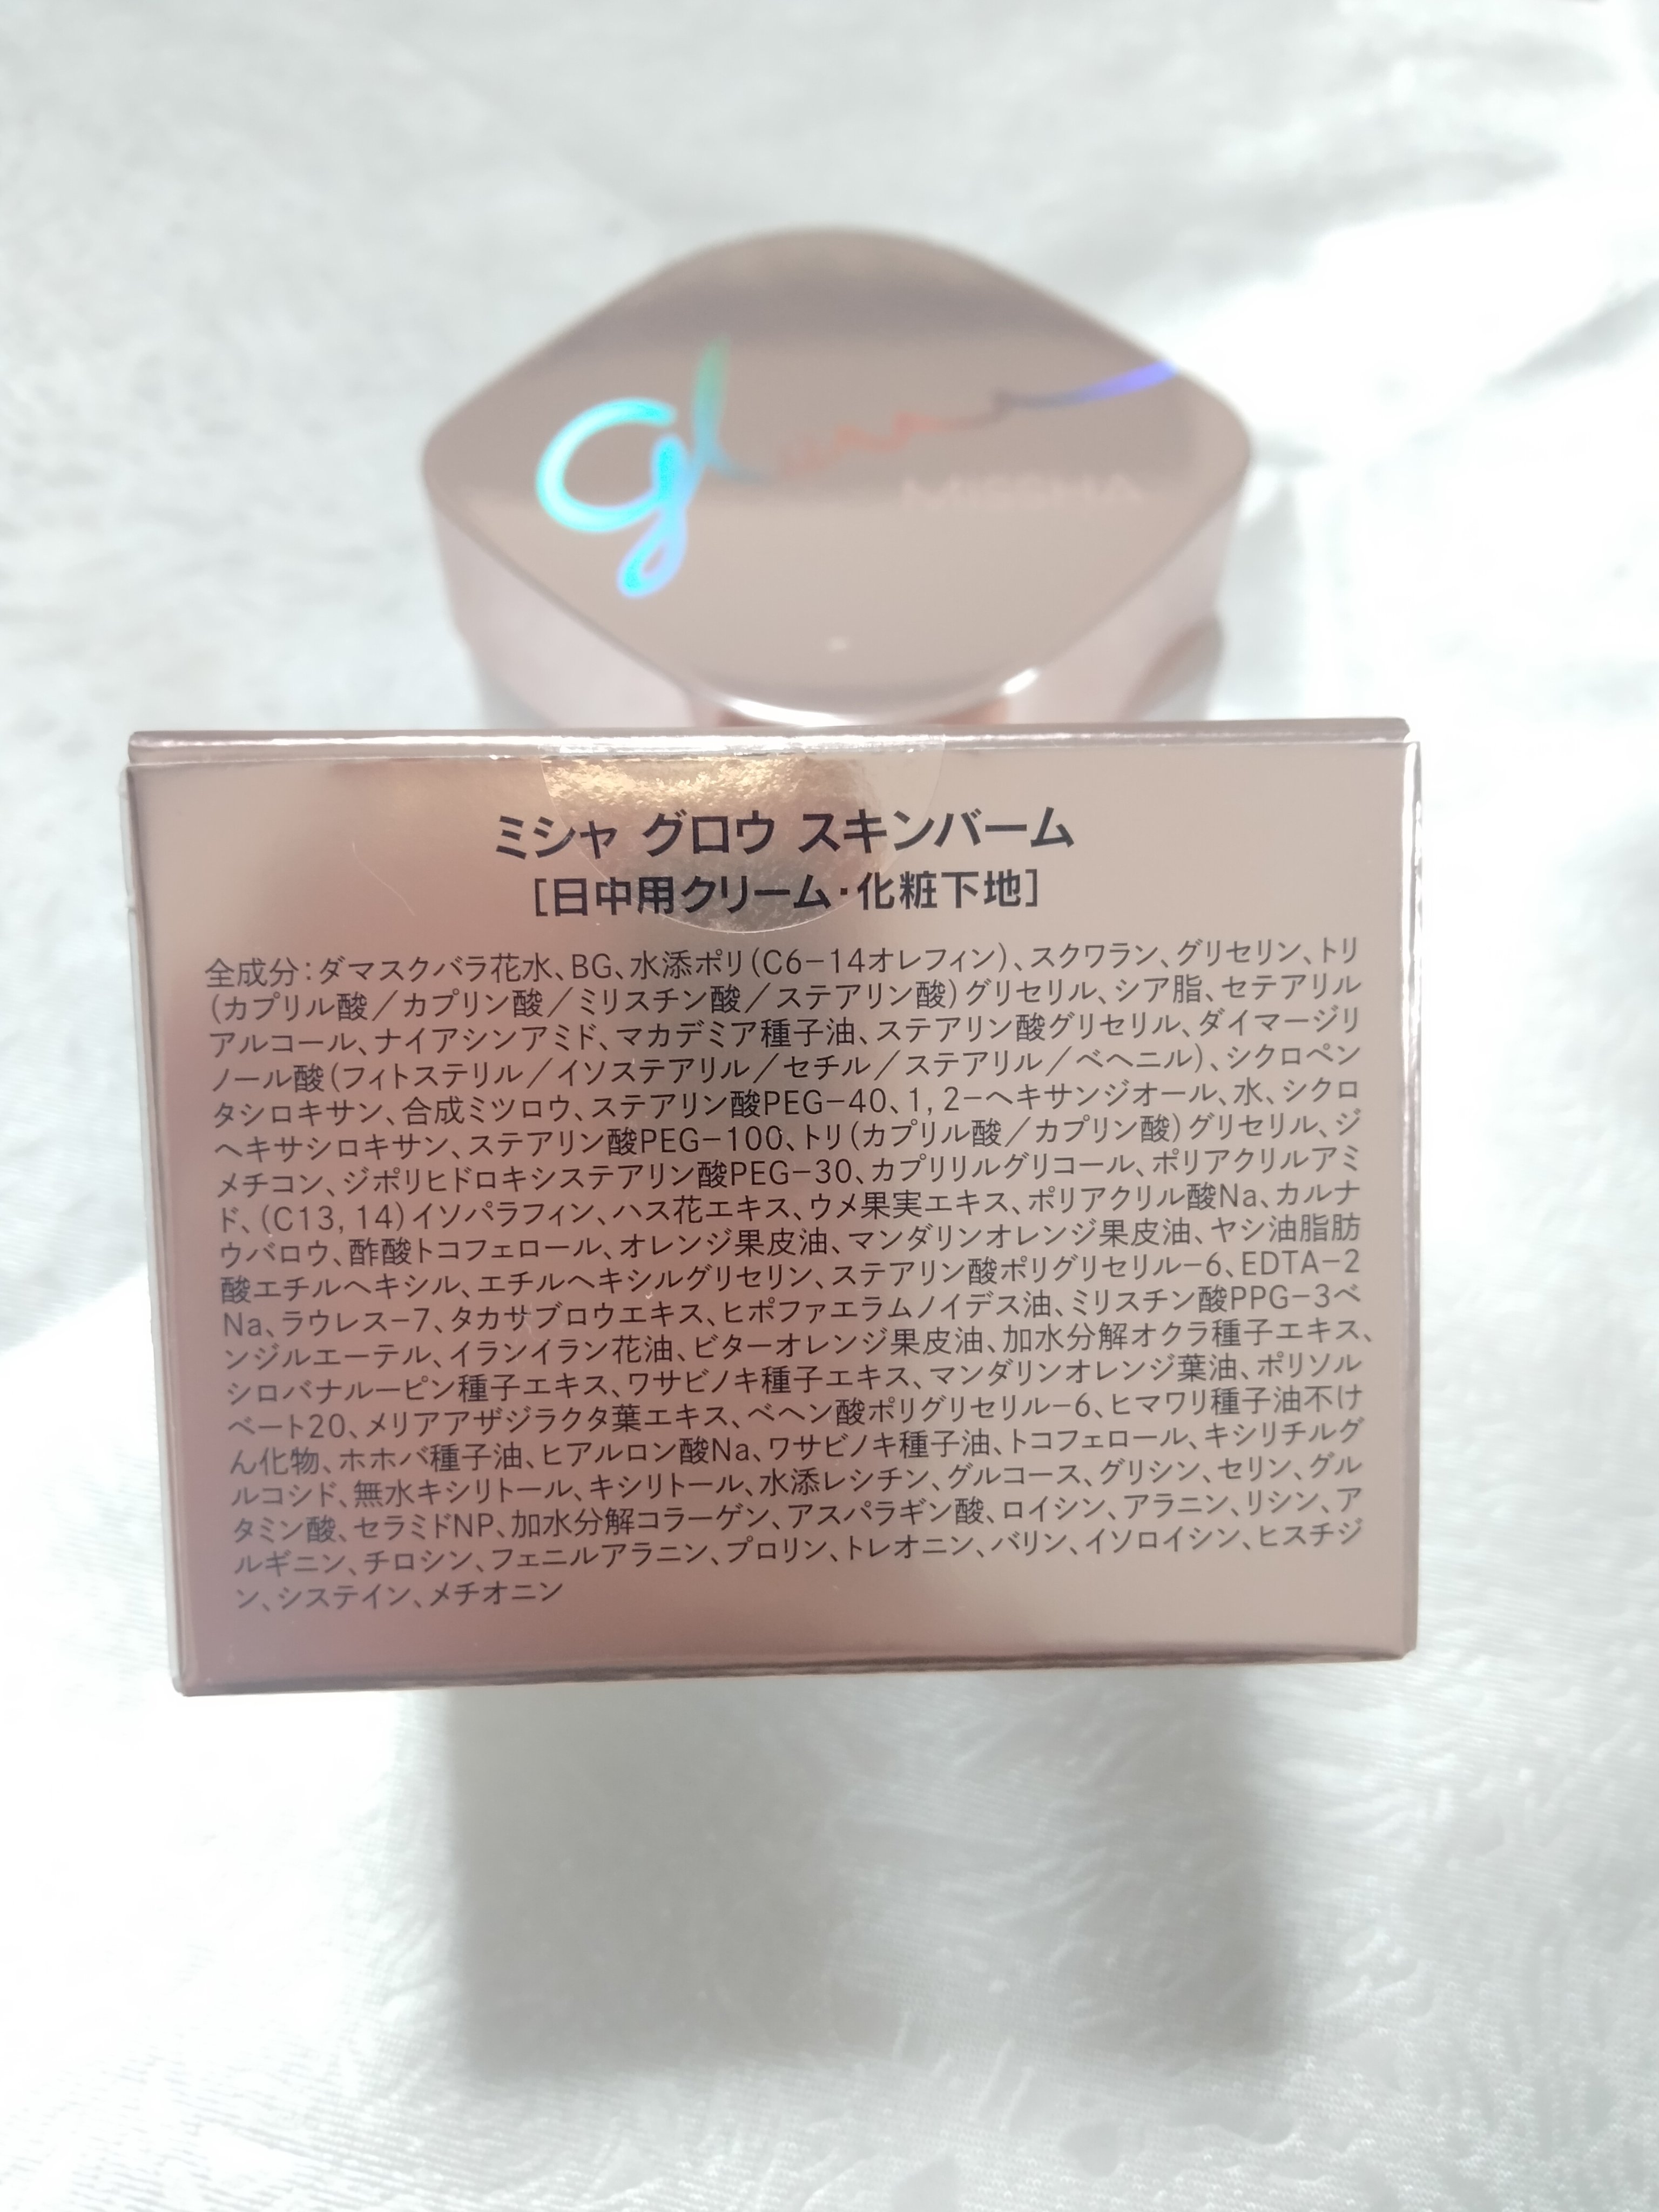 glow
MISSHA
ミシャ グロウ スキンバーム
[日中用クリーム・化粧下地]
全成分:ダマスクバラ花水、BG、水添ポリ(C6-14オレフィン)、スクワラン、グリセリン、トリ
(カプリル酸/カプリン酸/ミリスチン酸/ステアリン酸)グリセリル、シア脂、セテアリル
アルコール、ナイアシンアミド、マカデミア種子油、ステアリン酸グリセリル、ダイマージリ
ノール酸(フィトステリル/イソステアリル/セチル/ステアリル/ベヘニル)、シクロペン
タシロキサン、合成ミツロウ、ステアリン酸PEG-40、1,2-ヘキサンジオール、水、シクロ
ヘキサシロキサン、ステアリン酸PEG-100、トリ(カプリル酸/カプリン酸)グリセリル、ジ
メチコン、ジポリヒドロキシステアリン酸PEG-30、カプリリルグリコール、ポリアクリルアミ
ド、(C13,14)イソパラフィン、ハス花エキス、ウメ果実エキス、ポリアクリル酸Na、カルナ
ウバロウ、酢酸トコフェロール、オレンジ果皮油、マンダリンオレンジ果皮油、ヤシ油脂肪
酸エチルヘキシル、エチルヘキシルグリセリン、ステアリン酸ポリグリセリル-6、EDTA-2
Na、ラウレス-7、タカサブロウエキス、ヒポファエラムノイデス油、ミリスチン酸PPG-3ベ
ンジルエーテル、イランイラン花油、ビターオレンジ果皮油、加水分解オクラ種子エキス、
シロバナルーピン種子エキス、ワサビノキ種子エキス、マンダリンオレンジ葉油、ポリソル
ベート20、メリアアザジラクタ葉エキス、ベヘン酸ポリグリセリル-6、ヒマワリ種子油不け
ん化物、ホホバ種子油、ヒアルロン酸Na、ワサビノキ種子油、トコフェロール、キシリチルグ
ルコシド、無水キシリトール、キシリトール、水添レシチン、グルコース、グリシン、セリン、グル
タミン酸、セラミドNP、加水分解コラーゲン、アスパラギン酸、ロイシン、アラニン、リシン、ア
ルギニン、チロシン、フェニルアラニン、プロリン、トレオニン、バリン、イソロイシン、ヒスチジ
ン、システイン、メチオニン